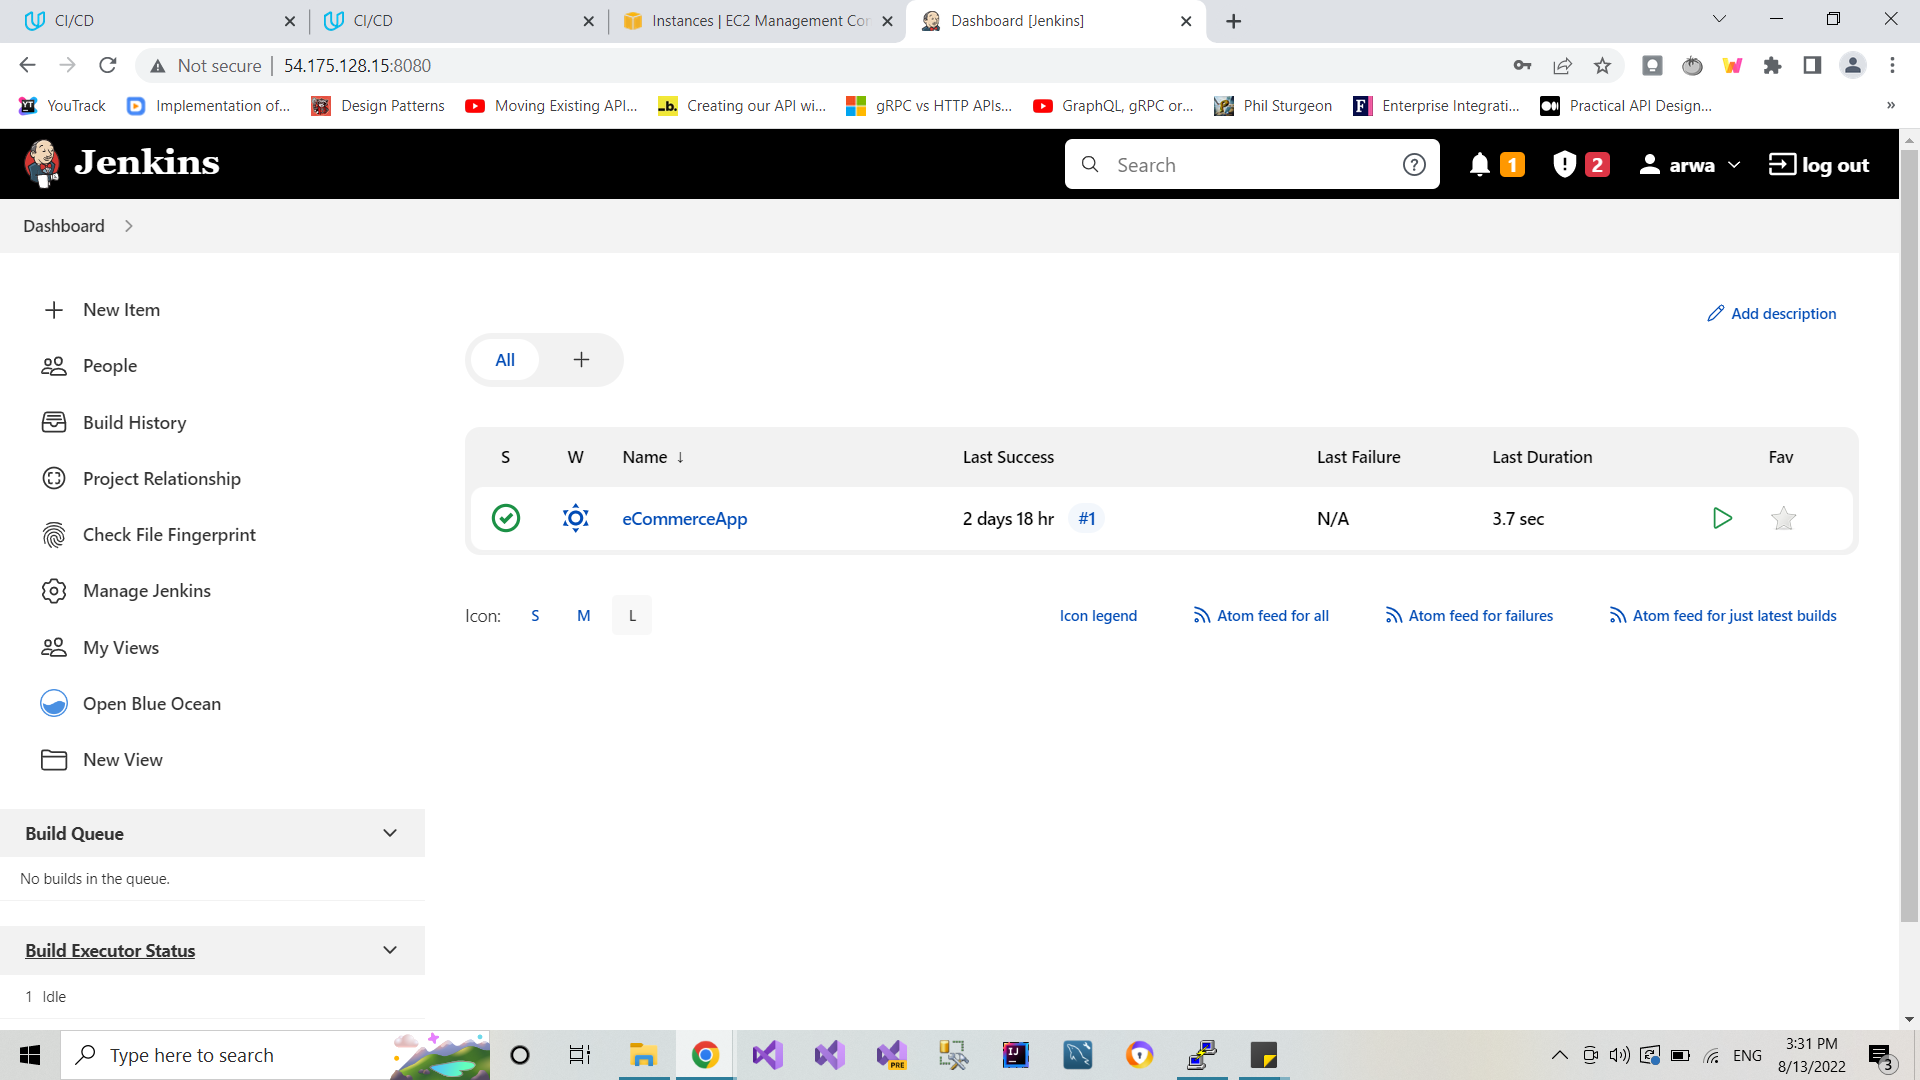 CI/CD
CI/CD
Instances | EC2 Management Con
Dashboard [Jenkins]
Not secure | 54.175.128.15:8080
YouTrack
Implementation of...
Design Patterns
Moving Existing API...
.b.
Creating our API wi...
gRPC vs HTTP APIs...
GraphQL, gRPC or...
Phil Sturgeon
F
Enterprise Integrati...
Practical API Design...
»
Jenkins
Search
1
2
arwa
log out
Dashboard
New Item
People
Build History
Project Relationship
Check File Fingerprint
Manage Jenkins
My Views
Open Blue Ocean
New View
Build Queue
No builds in the queue.
Build Executor Status
1 Idle
Add description
All
S W Name ↓ Last Success Last Failure Last Duration Fav
eCommerceApp 2 days 18 hr #1 N/A 3.7 sec
Icon: S M L
Icon legend
Atom feed for all
Atom feed for failures
Atom feed for just latest builds
Type here to search
PRE
IJ
ENG
3:31 PM
8/13/2022
3